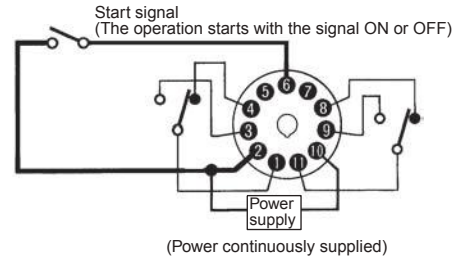 Start signal
(The operation starts with the signal ON or OFF)
6
5 7
4 8
3 9
2 10
1 11
Power
supply
(Power continuously supplied)